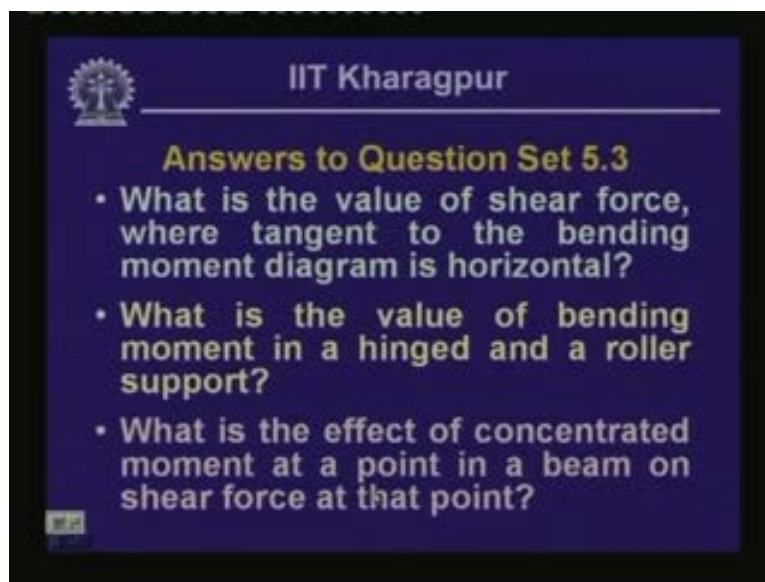 IIT Kharagpur
Answers to Question Set 5.3
• What is the value of shear force,
where tangent to the bending
moment diagram is horizontal?
• What is the value of bending
moment in a hinged and a roller
support?
• What is the effect of concentrated
moment at a point in a beam on
shear force at that point?